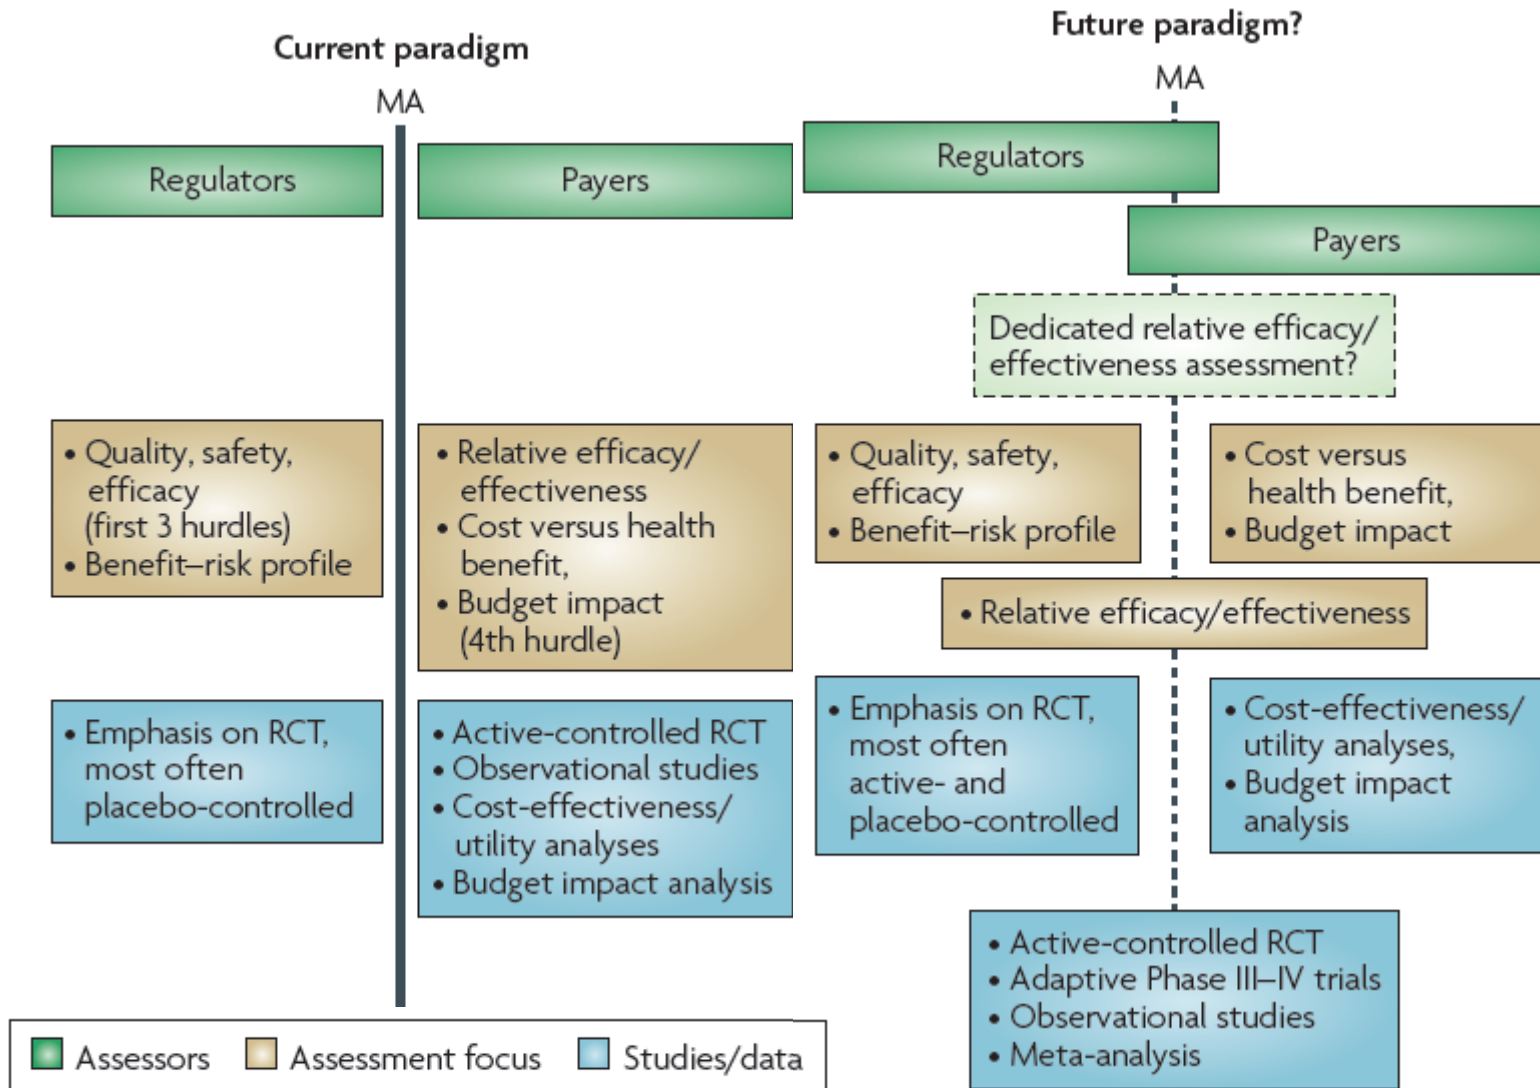 Current paradigm
MA
Regulators
Payers
• Quality, safety,
efficacy
(first 3 hurdles)
• Benefit–risk profile
• Relative efficacy/
effectiveness
• Cost versus health
benefit,
• Budget impact
(4th hurdle)
• Emphasis on RCT,
most often
placebo-controlled
• Active-controlled RCT
• Observational studies
• Cost-effectiveness/
utility analyses
• Budget impact analysis
Future paradigm?
MA
Regulators
Payers
Dedicated relative efficacy/
effectiveness assessment?
• Quality, safety,
efficacy
• Benefit–risk profile
• Cost versus
health benefit,
• Budget impact
• Relative efficacy/effectiveness
• Emphasis on RCT,
most often
active- and
placebo-controlled
• Cost-effectiveness/
utility analyses,
• Budget impact
analysis
• Active-controlled RCT
• Adaptive Phase III–IV trials
• Observational studies
• Meta-analysis
Assessors
Assessment focus
Studies/data